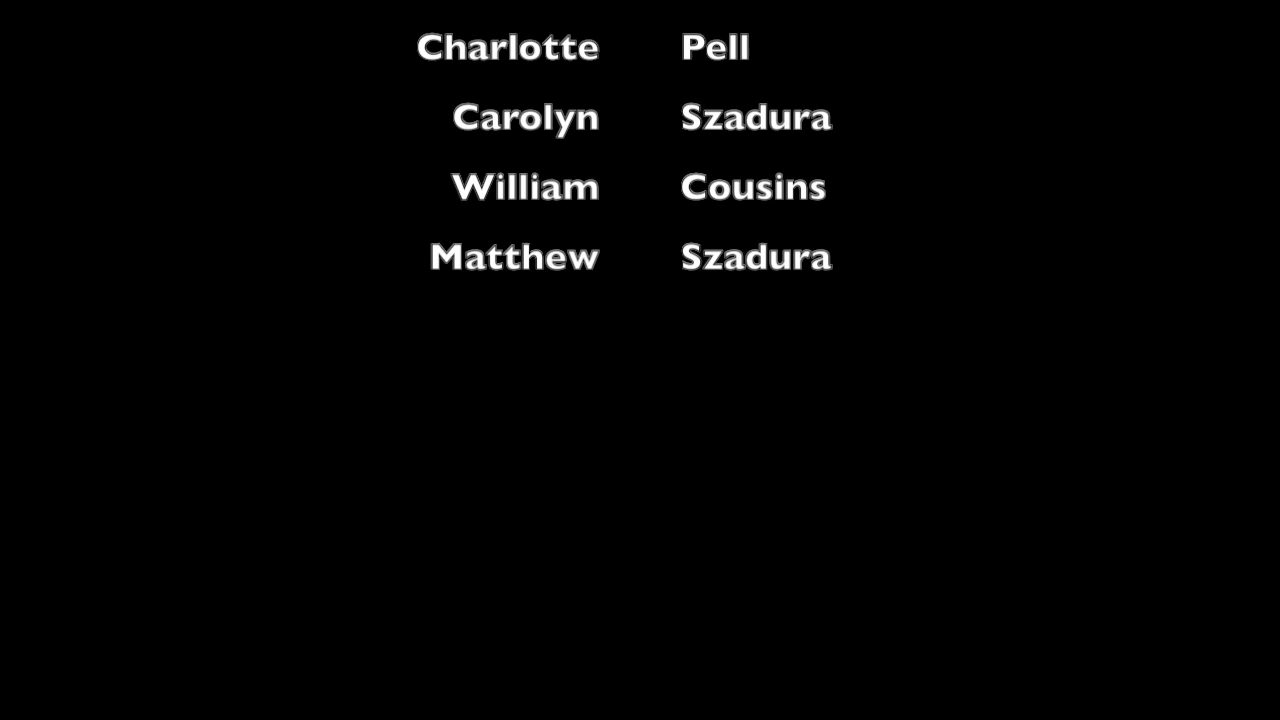 Charlotte Pell
Carolyn Szadura
William Cousins
Matthew Szadura